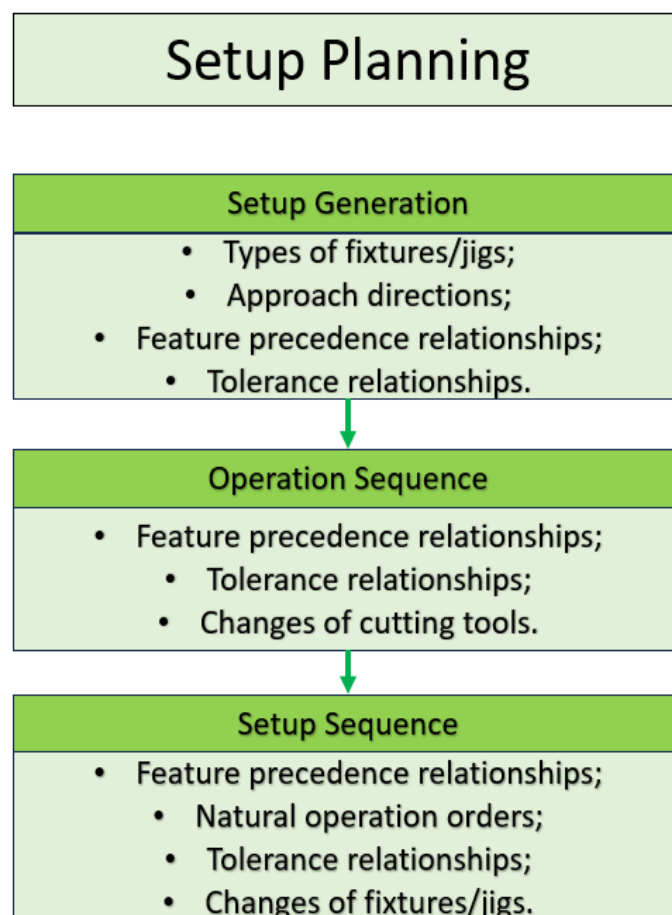 Setup Planning
Setup Generation
• Types of fixtures/jigs;
• Approach directions;
• Feature precedence relationships;
• Tolerance relationships.
Operation Sequence
• Feature precedence relationships;
• Tolerance relationships;
• Changes of cutting tools.
Setup Sequence
• Feature precedence relationships;
• Natural operation orders;
• Tolerance relationships;
• Changes of fixtures/jigs.